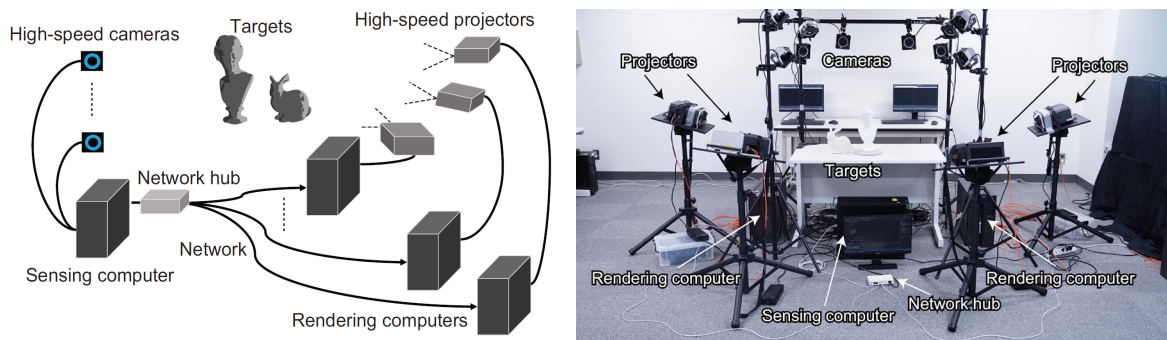 High-speed cameras
Targets
High-speed projectors
Network hub
Network
Sensing computer
Rendering computers
Projectors
Cameras
Projectors
Targets
Rendering computer
Rendering computer
Network hub
Sensing computer